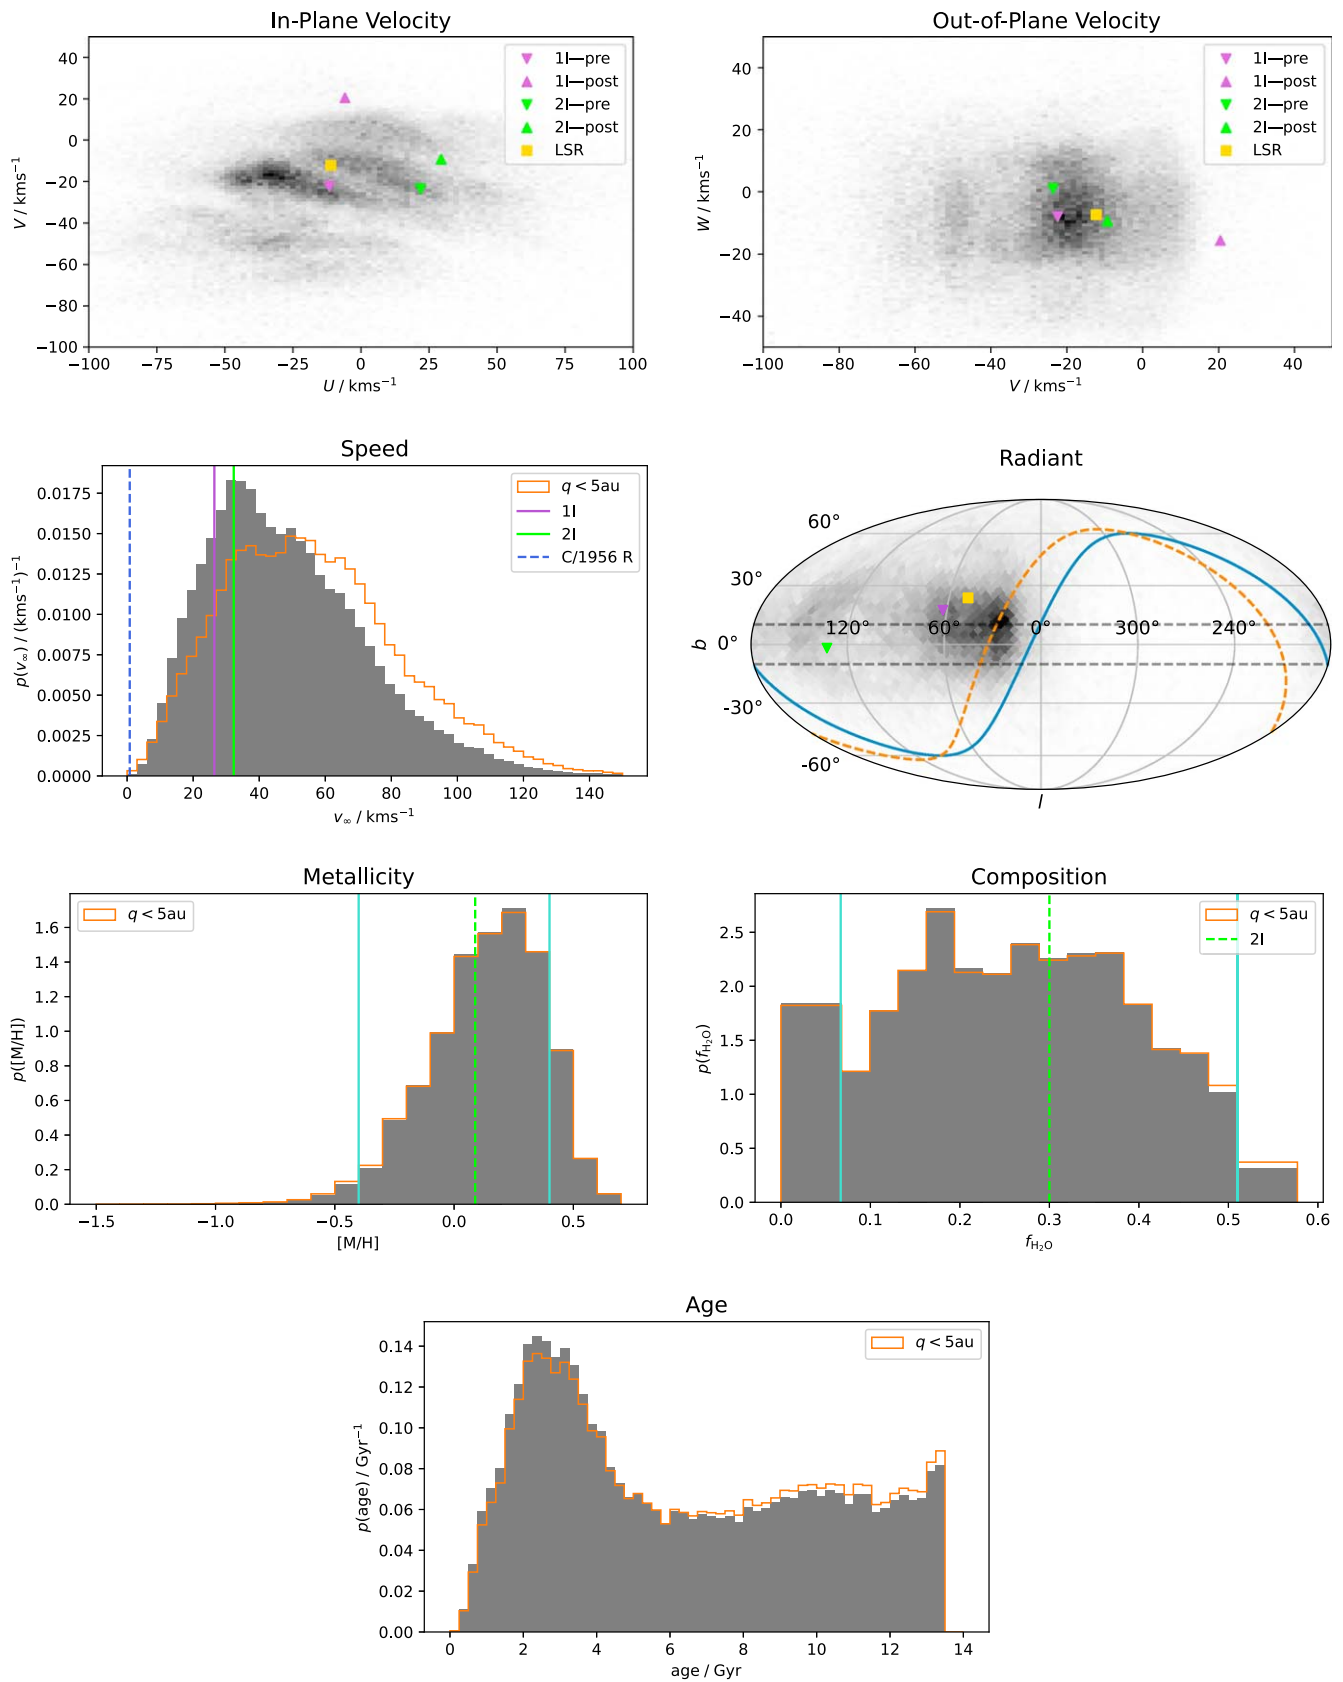 In-Plane Velocity
V / kms⁻¹
40
20
0
−20
−40
−60
−80
−100
1I—pre
1I—post
2I—pre
2I—post
LSR
−100 −75 −50 −25 0 25 50 75 100
U / kms⁻¹
Out-of-Plane Velocity
W / kms⁻¹
40
20
0
−20
−40
1I—pre
1I—post
2I—pre
2I—post
LSR
−100 −80 −60 −40 −20 0 20 40
V / kms⁻¹
Speed
p(v∞) / (kms⁻¹)⁻¹
0.0175
0.0150
0.0125
0.0100
0.0075
0.0050
0.0025
0.0000
q < 5au
1I
2I
C/1956 R
0 20 40 60 80 100 120 140
v∞ / kms⁻¹
Radiant
60°
30°
b
0°
120° 60° 0° 300° 240°
-30°
-60°
l
Metallicity
p([M/H])
1.6
1.4
1.2
1.0
0.8
0.6
0.4
0.2
0.0
q < 5au
−1.5 −1.0 −0.5 0.0 0.5
[M/H]
Composition
p(f_H₂O)
2.5
2.0
1.5
1.0
0.5
0.0
q < 5au
2I
0.0 0.1 0.2 0.3 0.4 0.5 0.6
f_H₂O
Age
p(age) / Gyr⁻¹
0.14
0.12
0.10
0.08
0.06
0.04
0.02
0.00
q < 5au
0 2 4 6 8 10 12 14
age / Gyr